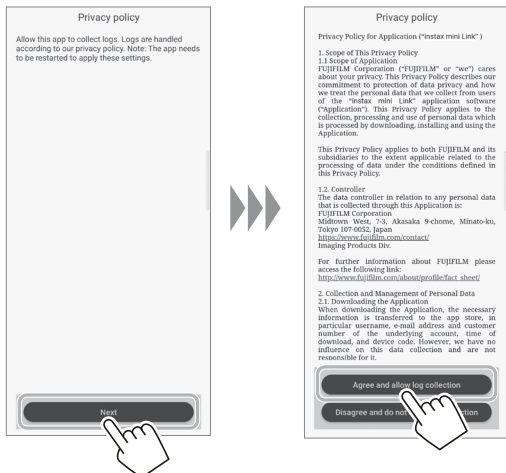 Privacy policy
Allow this app to collect logs. Logs are handled
according to our privacy policy. Note: The app needs
to be restarted to apply these settings.
Next
Privacy policy
Privacy Policy for Application ("instax mini Link" )
1. Scope of This Privacy Policy
1.1 Scope of Application
FUJIFILM Corporation ("FUJIFILM" or "we") cares
about your privacy. This Privacy Policy describes our
commitment to protection of data privacy and how
we treat the personal data that we collect from users
of the "instax mini Link" application software
("Application"). This Privacy Policy applies to the
collection, processing and use of personal data which
is processed by downloading, installing and using the
Application.
This Privacy Policy applies to both FUJIFILM and its
subsidiaries to the extent applicable related to the
processing of data under the conditions defined in
this Privacy Policy.
1.2. Controller
The data controller in relation to any personal data
that is collected through this Application is:
FUJIFILM Corporation
Midtown West, 7-3, Akasaka 9-chome, Minato-ku,
Tokyo 107-0052, Japan
https://www.fujifilm.com/contact/
Imaging Products Div.
For further information about FUJIFILM please
access the following link:
http://www.fujifilm.com/about/profile/fact_sheet/
2. Collection and Management of Personal Data
2.1. Downloading the Application
When downloading the Application, the necessary
information is transferred to the app store, in
particular username, e-mail address and customer
number of the underlying account, time of
download, and device code. However, we have no
influence on this data collection and are not
responsible for it.
Agree and allow log collection
Disagree and do not